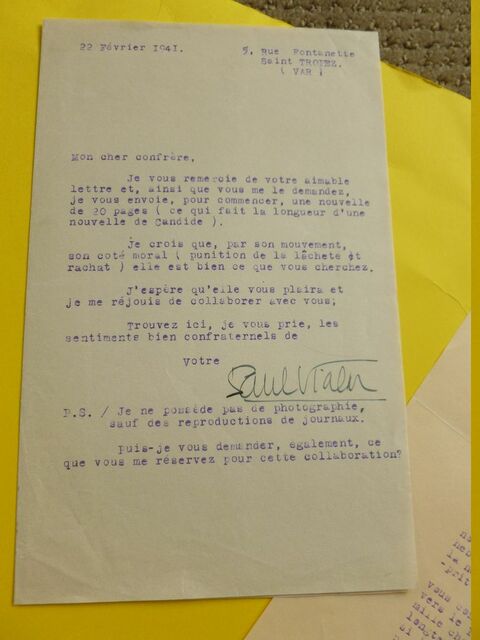 22 Février 1941.
5, Rue Fontanette
Saint TROPEZ.
( VAR )
Mon cher confrère,
Je vous remercie de votre aimable
lettre et, ainsi que vous me le demandez,
je vous envoie, pour commencer, une nouvelle
de 20 pages ( ce qui fait la longueur d'une
nouvelle de Candide ).
Je crois que, par son mouvement,
son coté moral ( punition de la lâcheté et
rachat ) elle est bien ce que vous cherchez.
J'espère qu'elle vous plaira et
je me réjouis de collaborer avec vous;
Trouvez ici, je vous prie, les
sentiments bien confraternels de
votre
Paul Vialar
P.S. / Je ne possède pas de photographie,
sauf des reproductions de journaux.
Puis-je vous demander, également, ce
que vous me réservez pour cette collaboration?
vous
vers le
mille